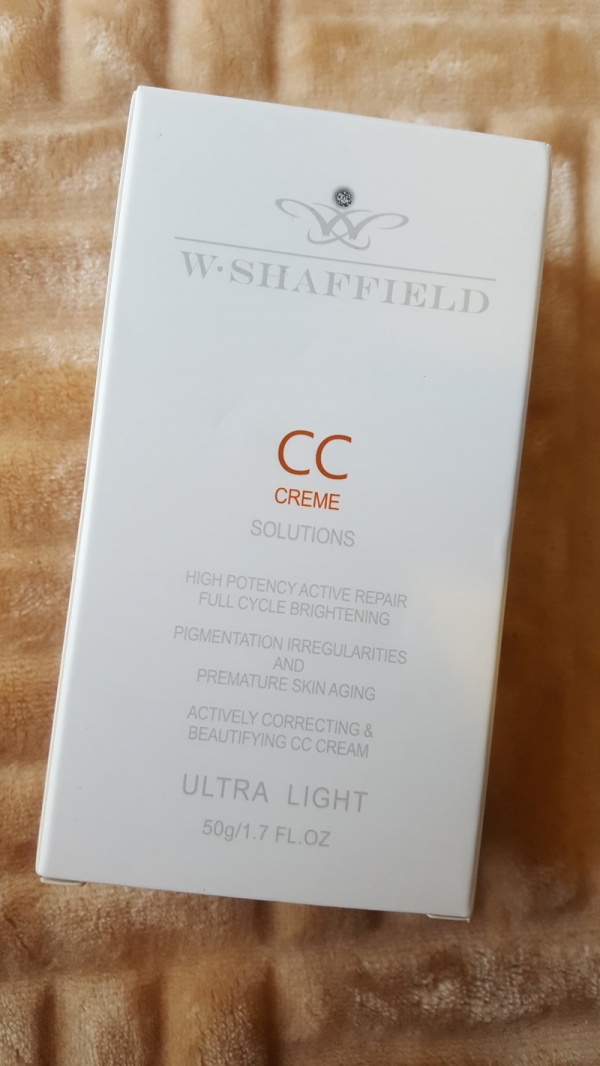 W·SHAFFIELD
CC
CREME
SOLUTIONS
HIGH POTENCY ACTIVE REPAIR
FULL CYCLE BRIGHTENING
PIGMENTATION IRREGULARITIES
AND
PREMATURE SKIN AGING
ACTIVELY CORRECTING &
BEAUTIFYING CC CREAM
ULTRA LIGHT
50g/1.7 FL.OZ